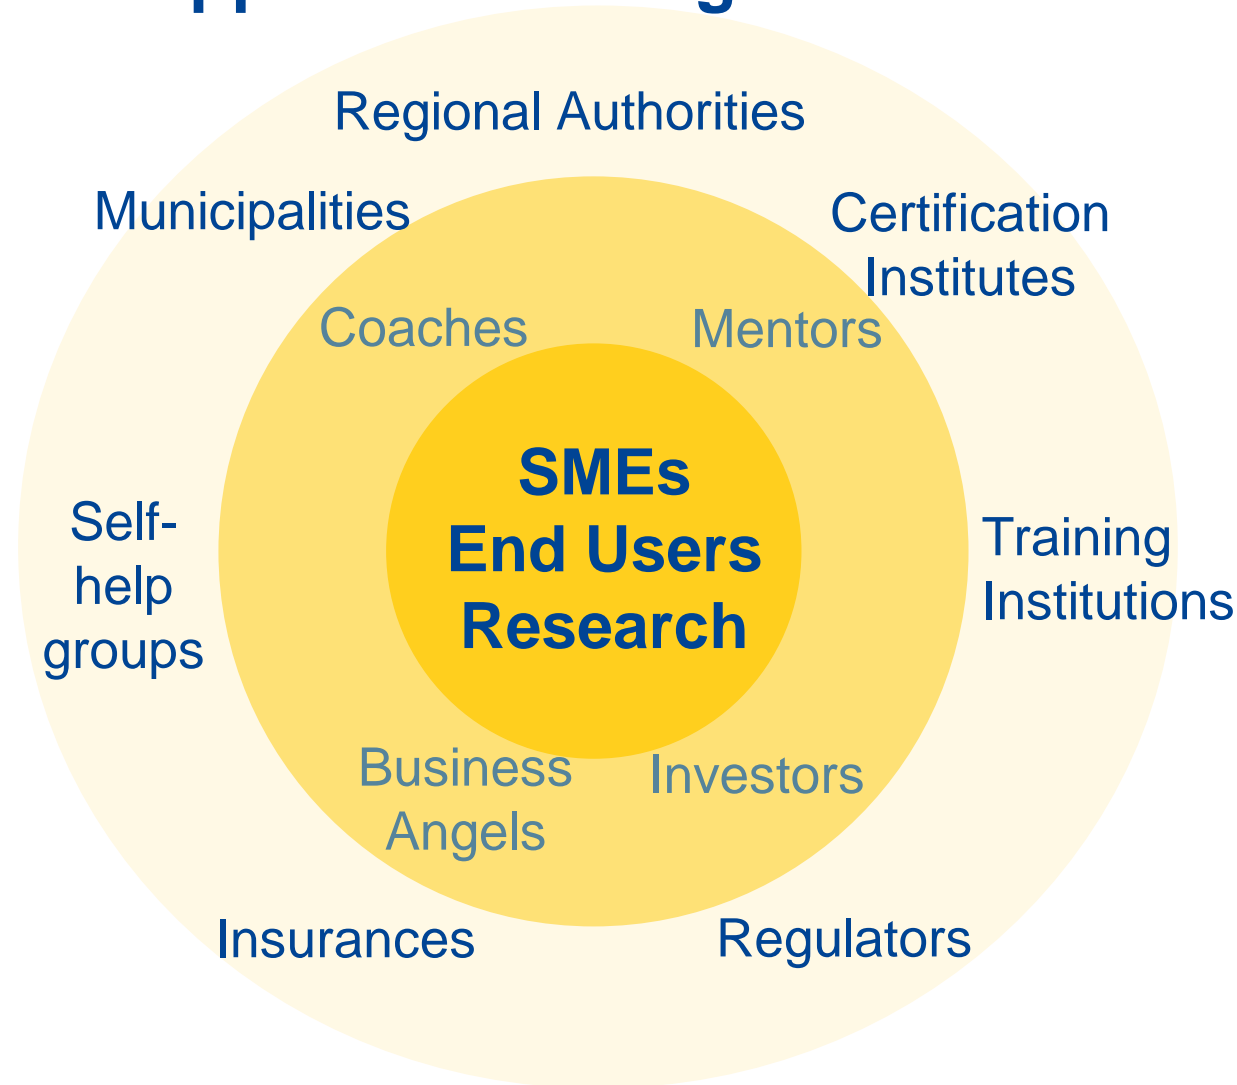 Regional Authorities
Municipalities
Certification
Institutes
Coaches
Mentors
SMEs
End Users
Research
Self-
help
groups
Training
Institutions
Business
Angels
Investors
Insurances
Regulators